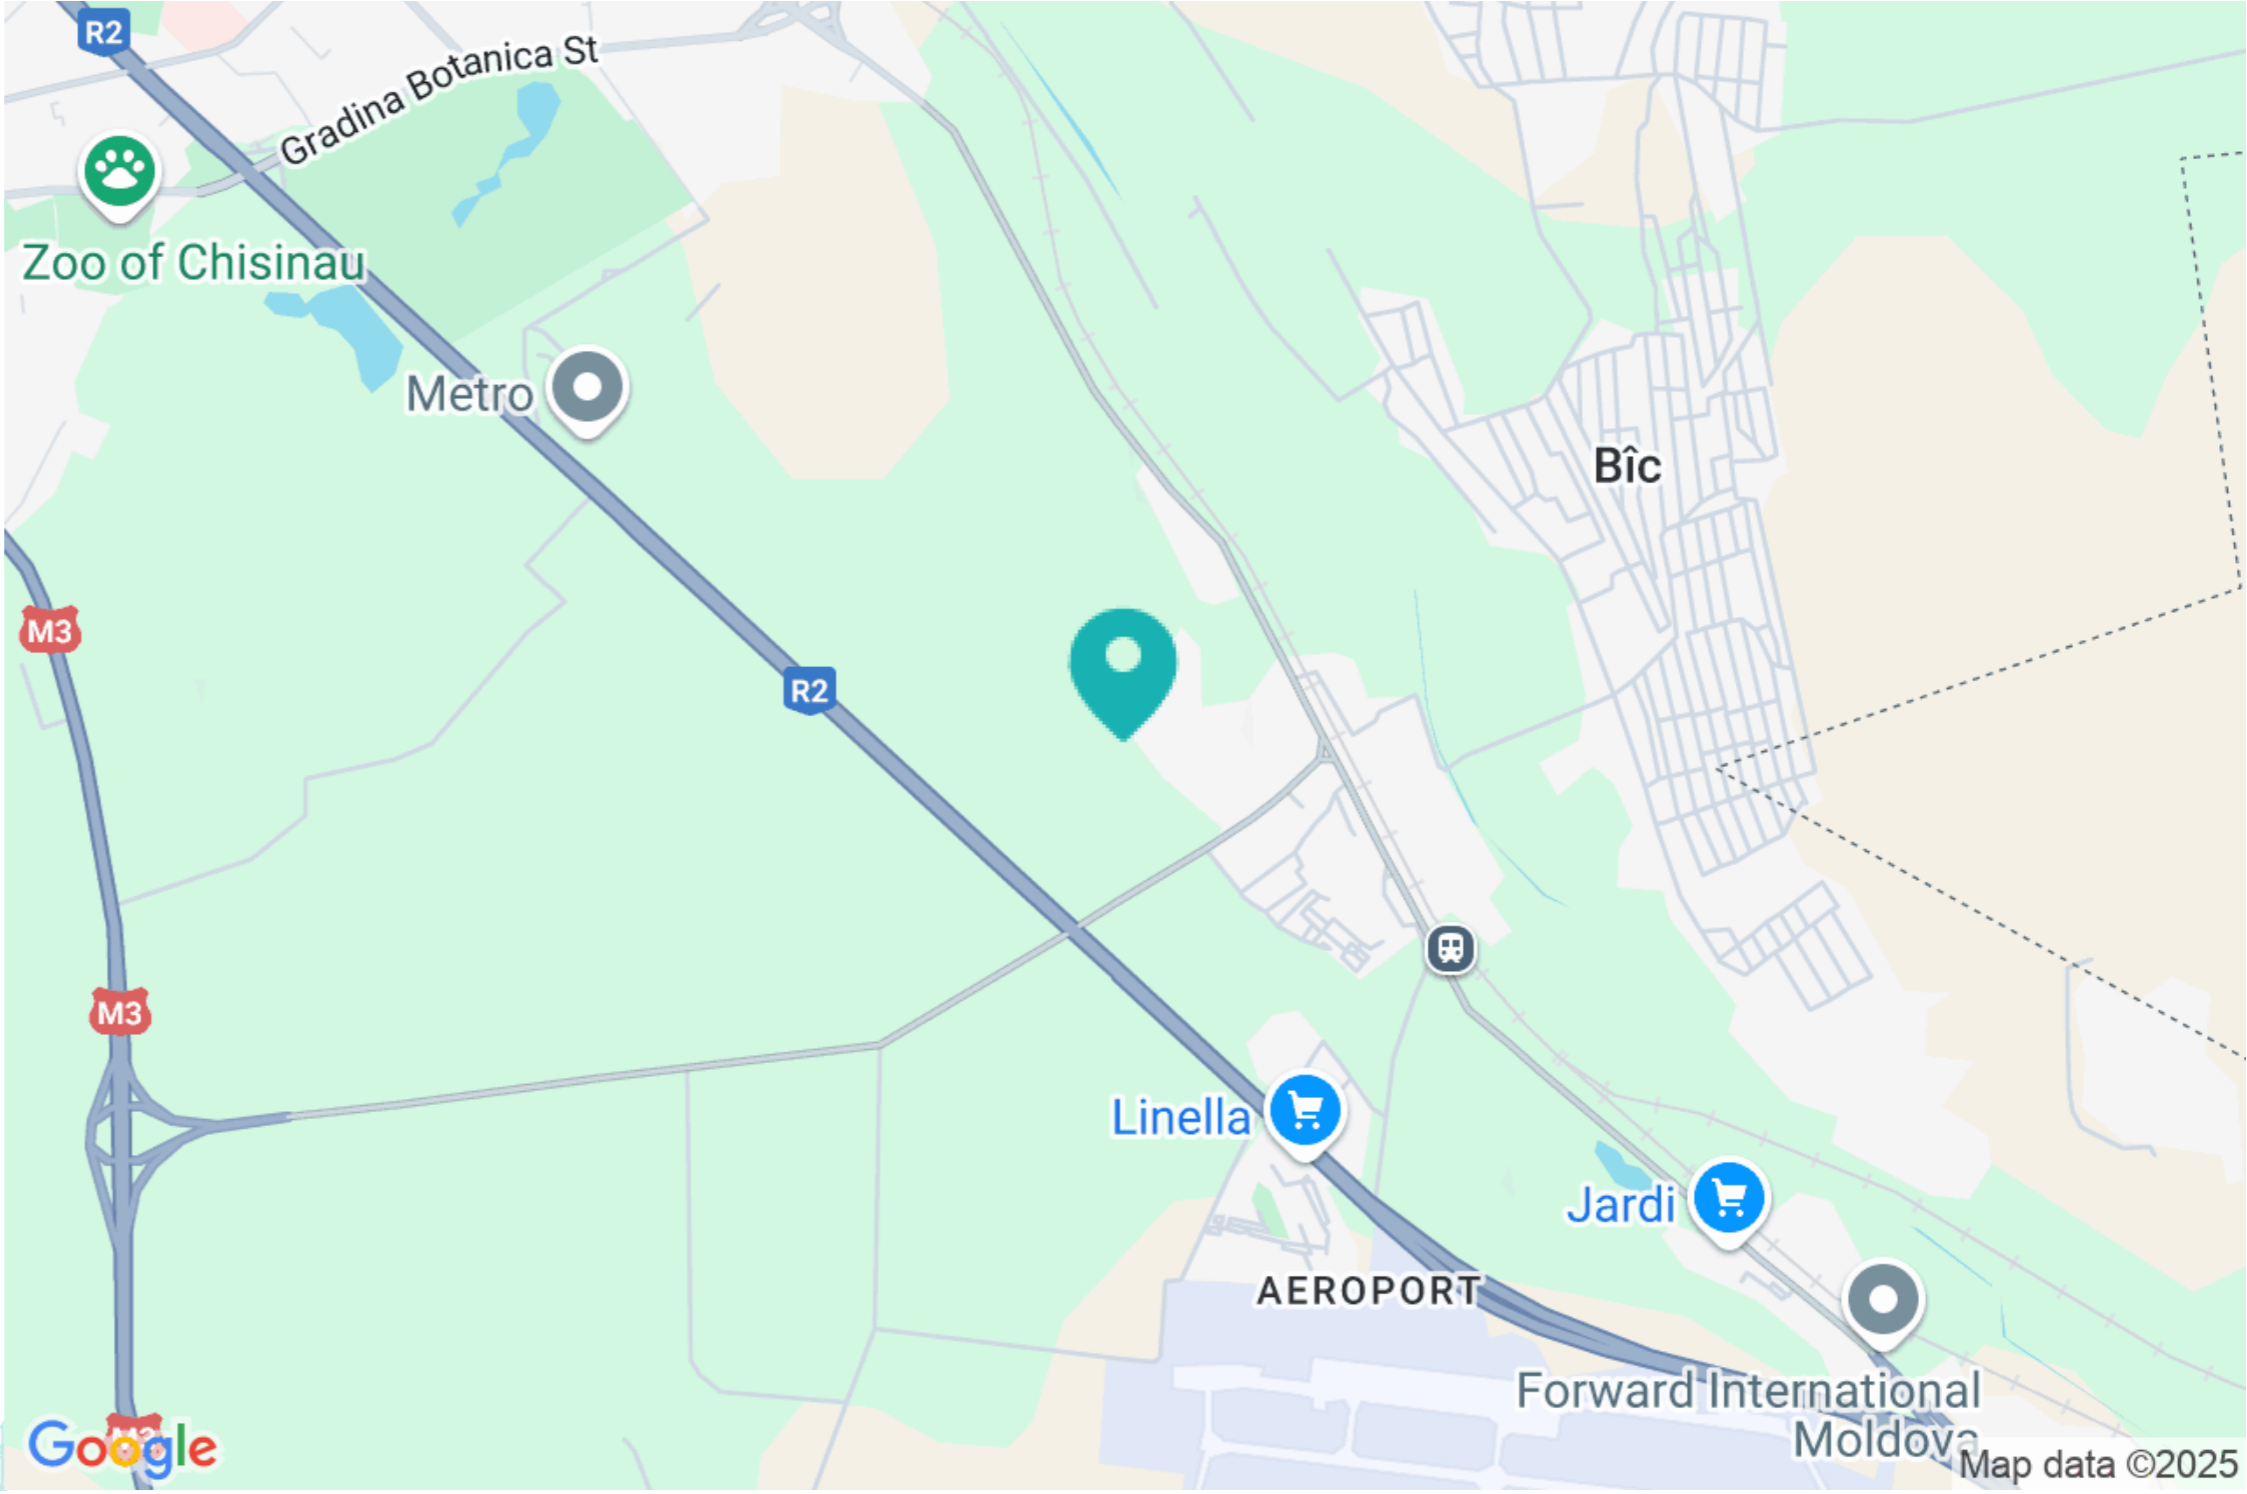 R2
Gradina Botanica St
Zoo of Chisinau
Metro
Bîc
M3
R2
M3
Linella
Jardi
AEROPORT
Forward International
Moldova
Google
Map data ©2025